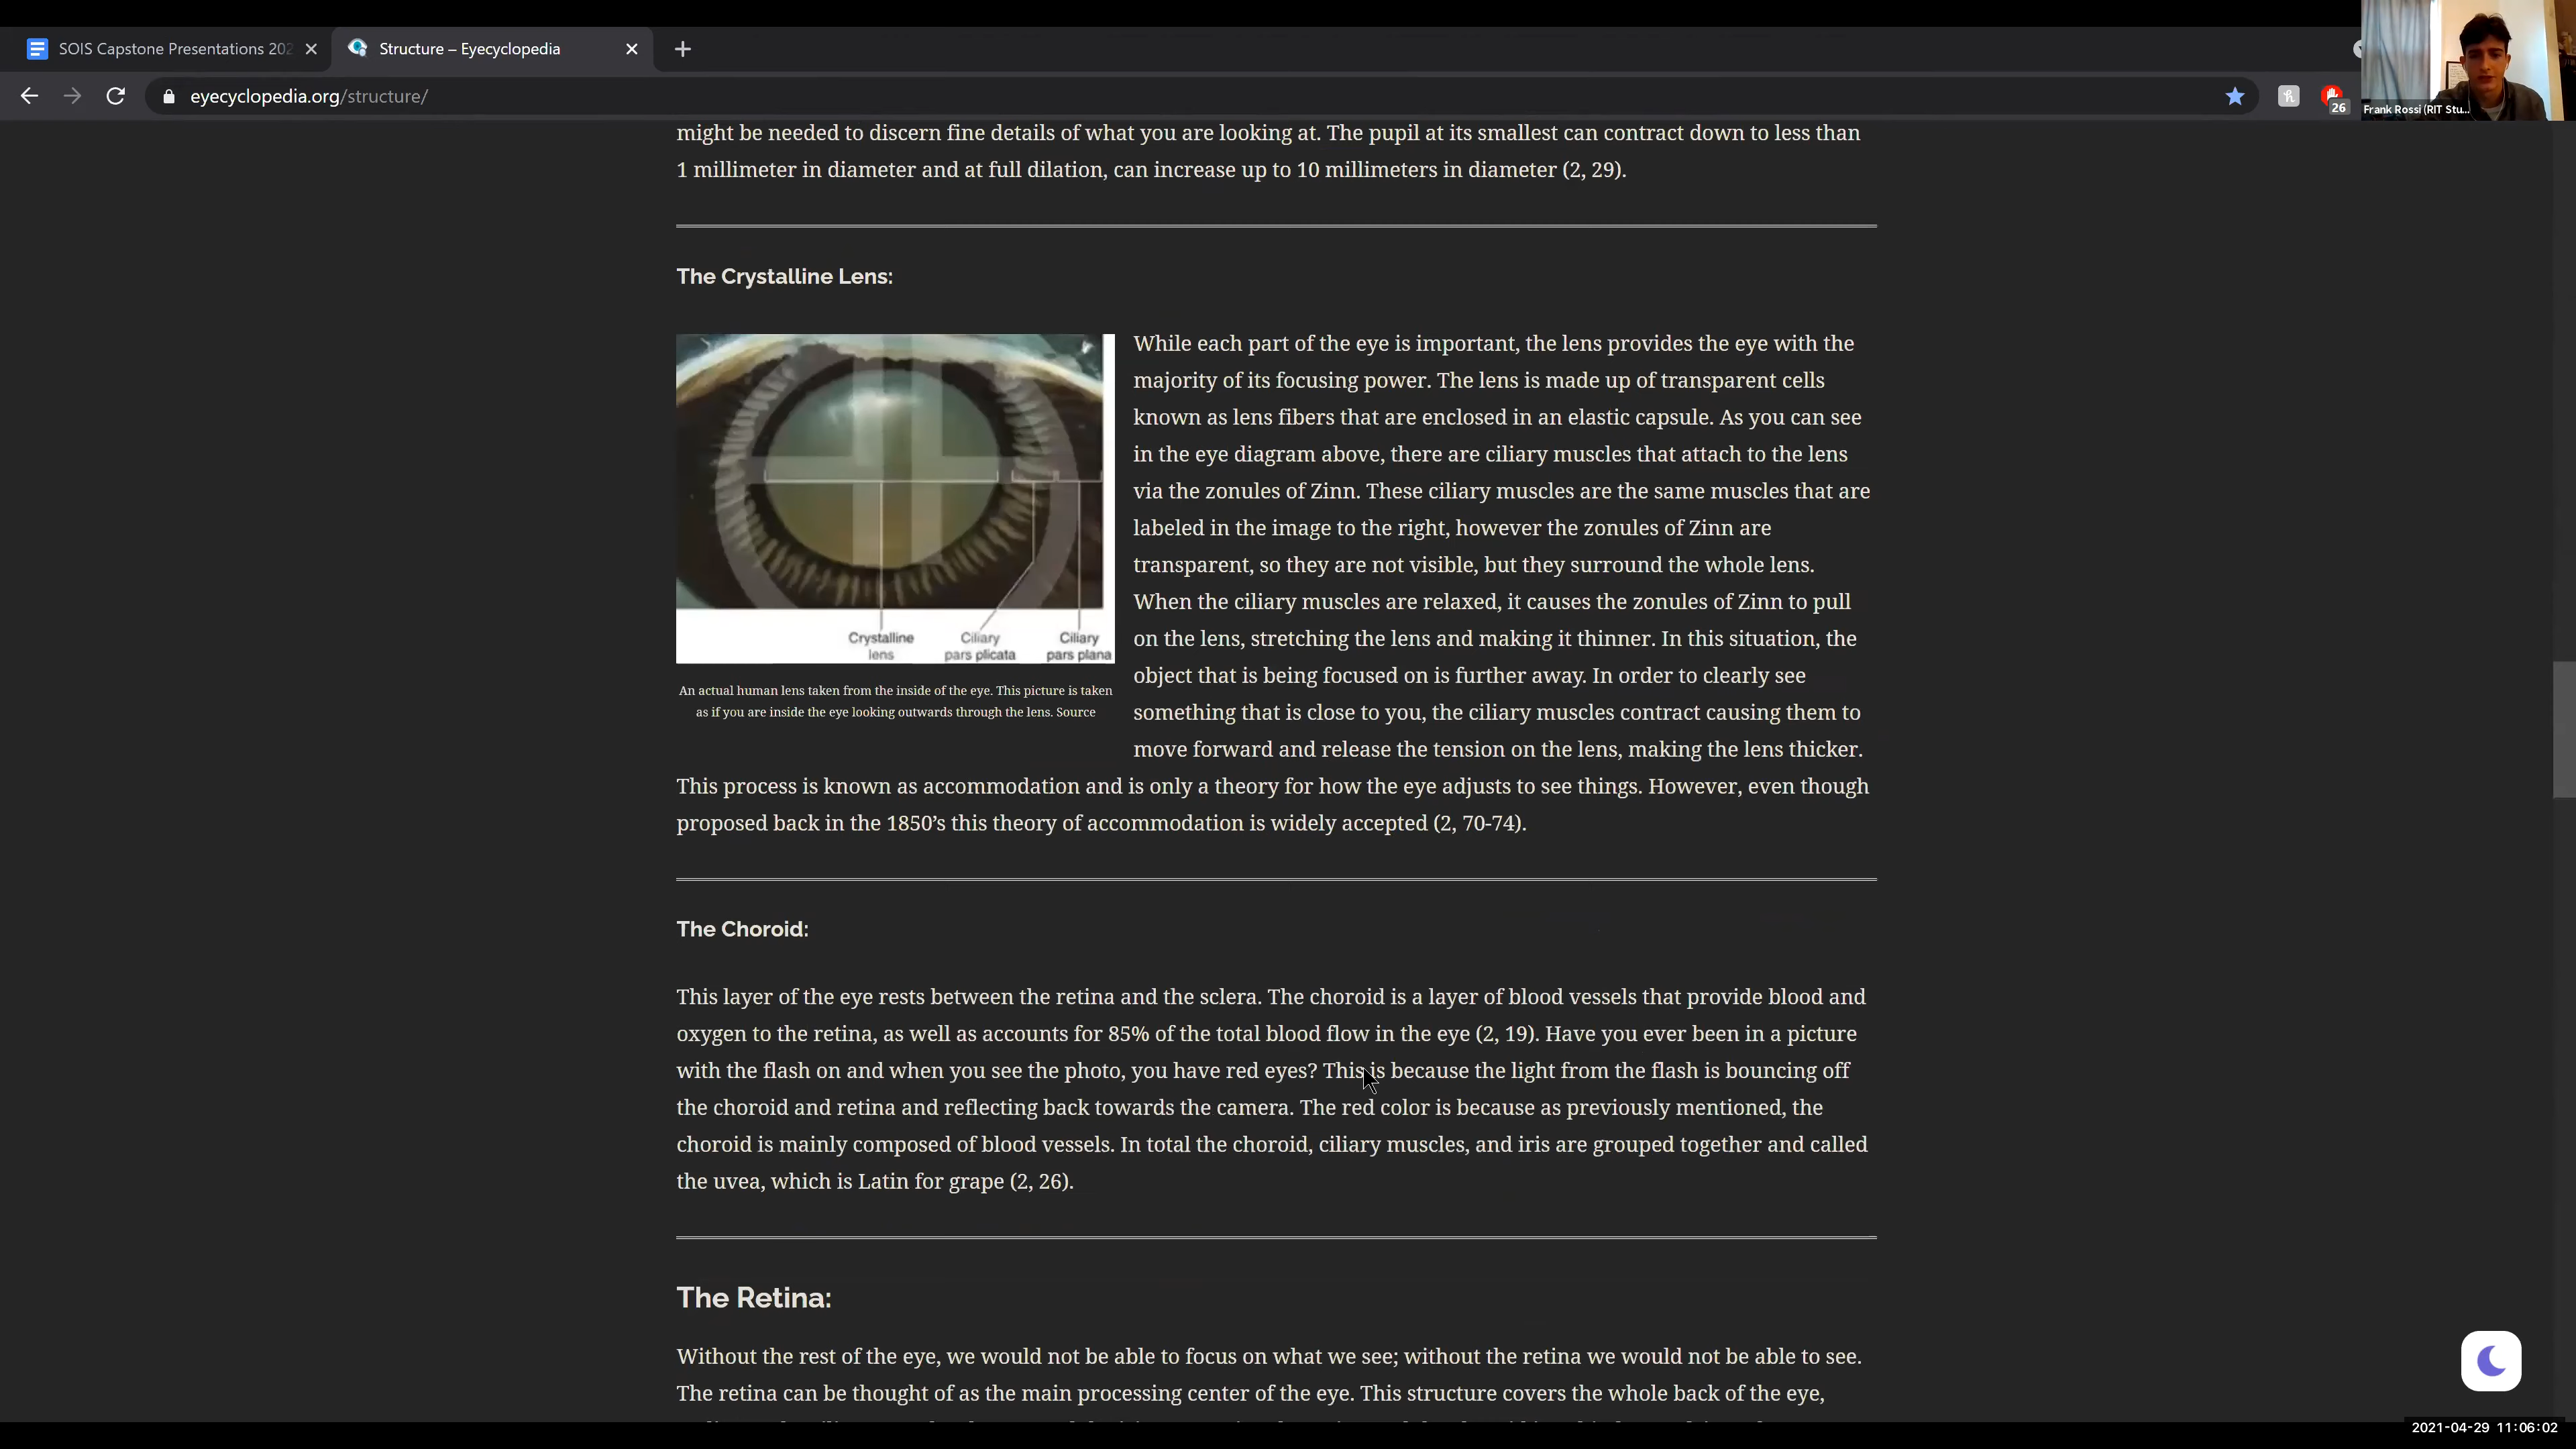 SOIS Capstone Presentations 202
Structure – Eyecyclopedia
eyecyclopedia.org/structure/
26
Frank Rossi (RIT Stu...
might be needed to discern fine details of what you are looking at. The pupil at its smallest can contract down to less than
1 millimeter in diameter and at full dilation, can increase up to 10 millimeters in diameter (2, 29).
The Crystalline Lens:
Crystalline
lens
Ciliary
pars plicata
Ciliary
pars plana
An actual human lens taken from the inside of the eye. This picture is taken
as if you are inside the eye looking outwards through the lens. Source
While each part of the eye is important, the lens provides the eye with the
majority of its focusing power. The lens is made up of transparent cells
known as lens fibers that are enclosed in an elastic capsule. As you can see
in the eye diagram above, there are ciliary muscles that attach to the lens
via the zonules of Zinn. These ciliary muscles are the same muscles that are
labeled in the image to the right, however the zonules of Zinn are
transparent, so they are not visible, but they surround the whole lens.
When the ciliary muscles are relaxed, it causes the zonules of Zinn to pull
on the lens, stretching the lens and making it thinner. In this situation, the
object that is being focused on is further away. In order to clearly see
something that is close to you, the ciliary muscles contract causing them to
move forward and release the tension on the lens, making the lens thicker.
This process is known as accommodation and is only a theory for how the eye adjusts to see things. However, even though
proposed back in the 1850’s this theory of accommodation is widely accepted (2, 70-74).
The Choroid:
This layer of the eye rests between the retina and the sclera. The choroid is a layer of blood vessels that provide blood and
oxygen to the retina, as well as accounts for 85% of the total blood flow in the eye (2, 19). Have you ever been in a picture
with the flash on and when you see the photo, you have red eyes? This is because the light from the flash is bouncing off
the choroid and retina and reflecting back towards the camera. The red color is because as previously mentioned, the
choroid is mainly composed of blood vessels. In total the choroid, ciliary muscles, and iris are grouped together and called
the uvea, which is Latin for grape (2, 26).
The Retina:
Without the rest of the eye, we would not be able to focus on what we see; without the retina we would not be able to see.
The retina can be thought of as the main processing center of the eye. This structure covers the whole back of the eye,
2021-04-29 11:06:02